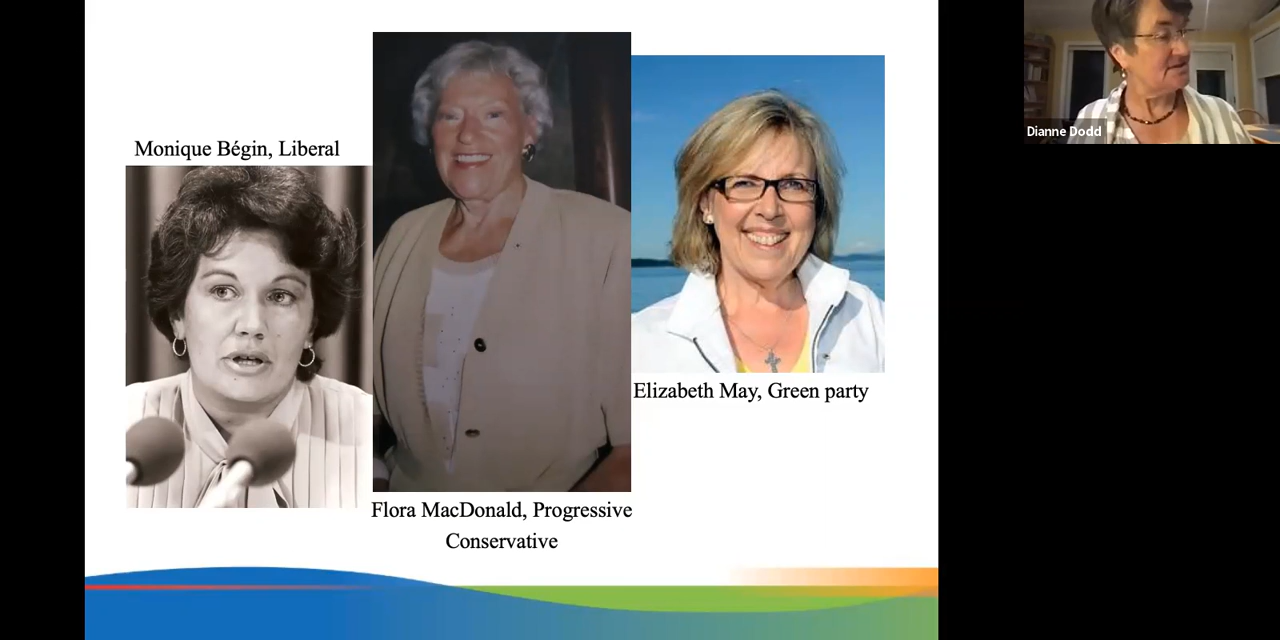 Monique Bégin, Liberal
Flora MacDonald, Progressive
Conservative
Elizabeth May, Green party
Dianne Dodd